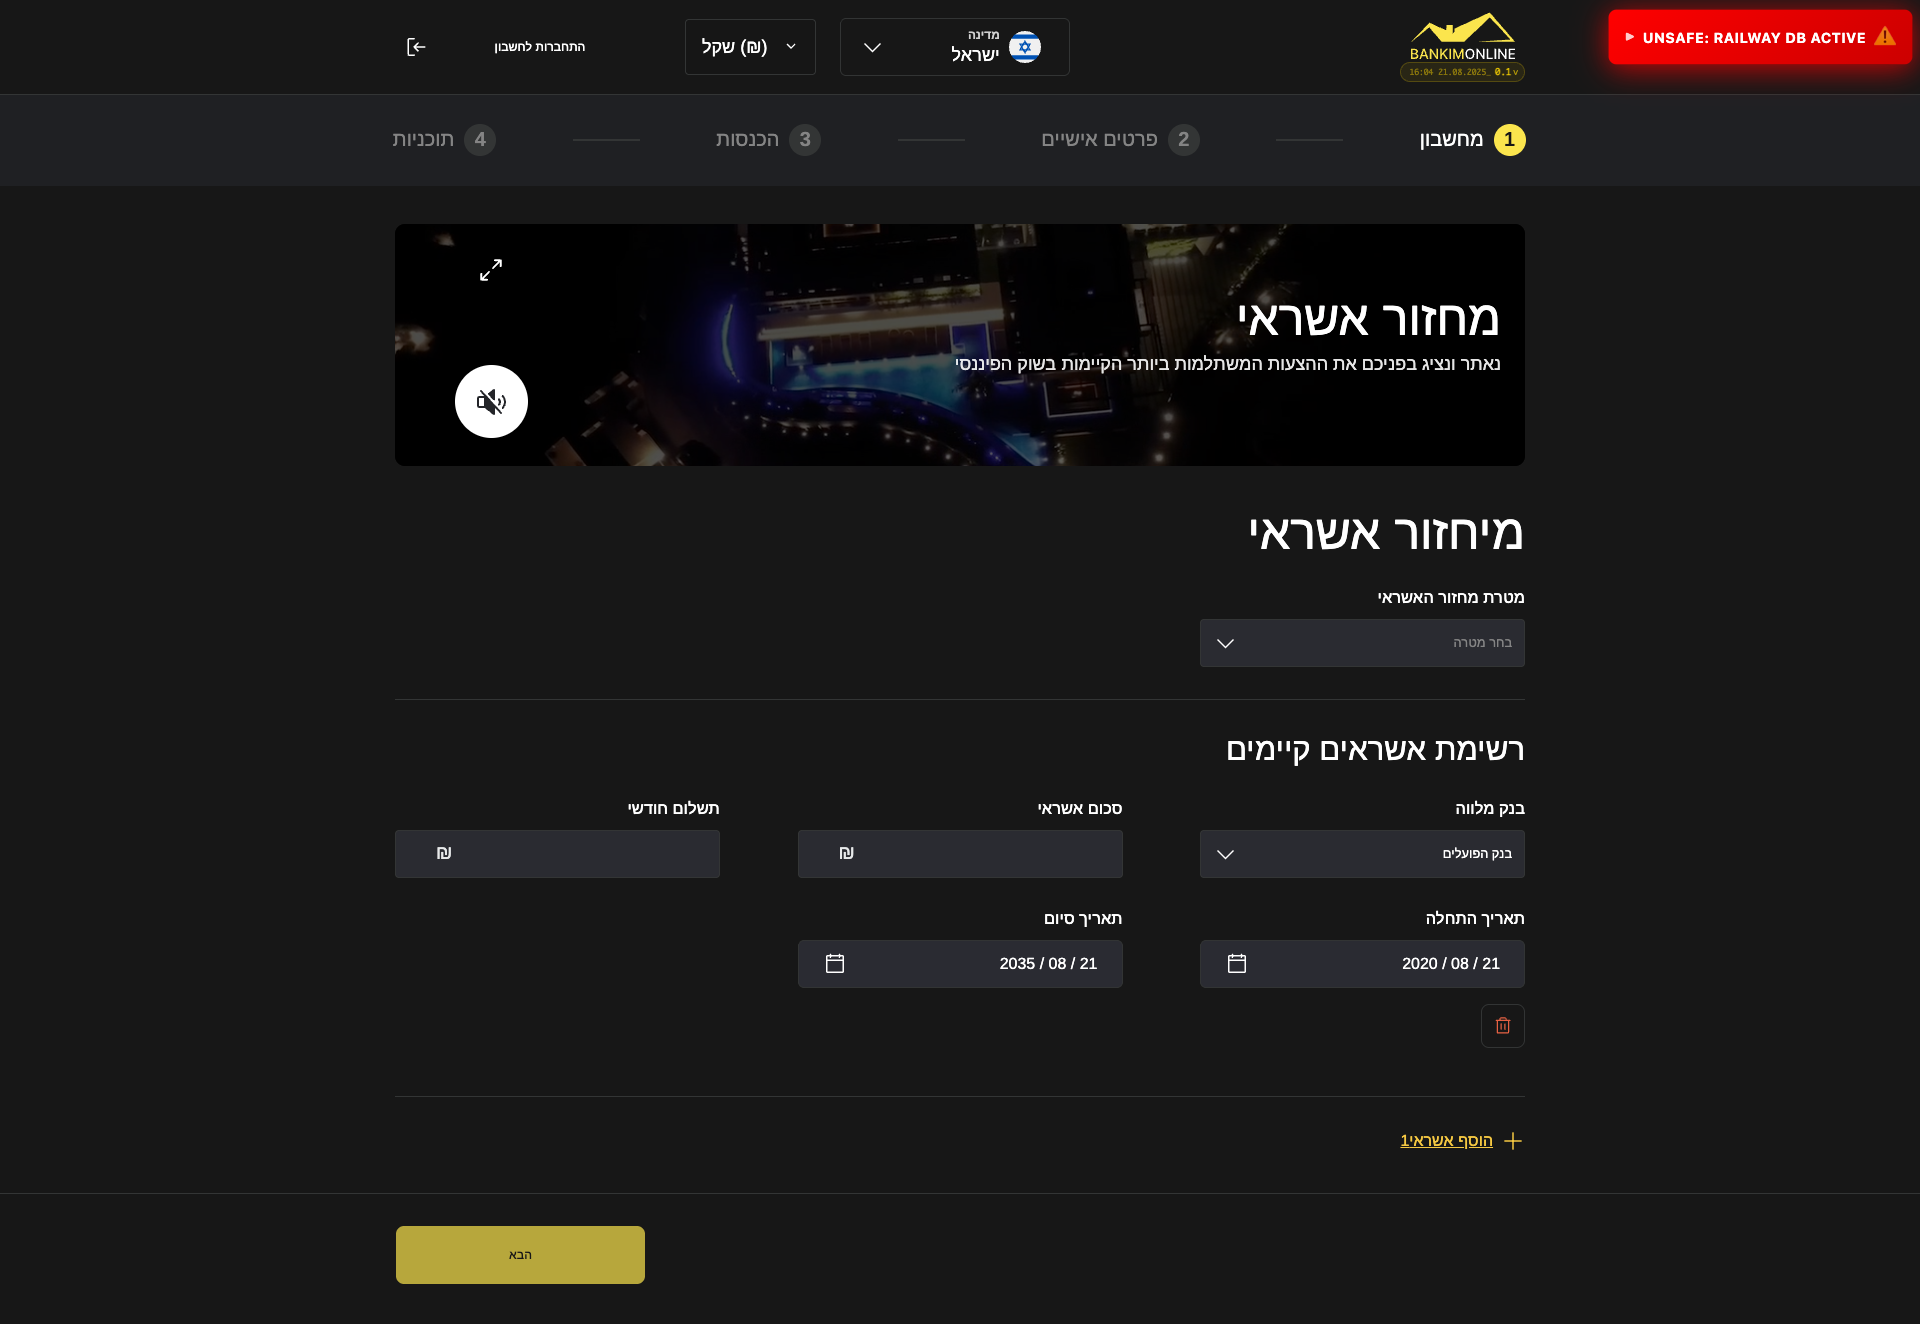 UNSAFE: RAILWAY DB ACTIVE
BANKIMONLINE
16:04 21.08.2025_ 0.1v
מדינה
ישראל
(₪) שקל
התחברות לחשבון
1 מחשבון
2 פרטים אישיים
3 הכנסות
4 תוכניות
מחזור אשראי
נאתר ונציג בפניכם את ההצעות המשתלמות ביותר הקיימות בשוק הפיננסי
מיחזור אשראי
מטרת מחזור האשראי
בחר מטרה
רשימת אשראים קיימים
בנק מלווה
סכום אשראי
תשלום חודשי
בנק הפועלים
₪
₪
תאריך התחלה
תאריך סיום
2020 / 08 / 21
2035 / 08 / 21
הוסף אשראי1
הבא